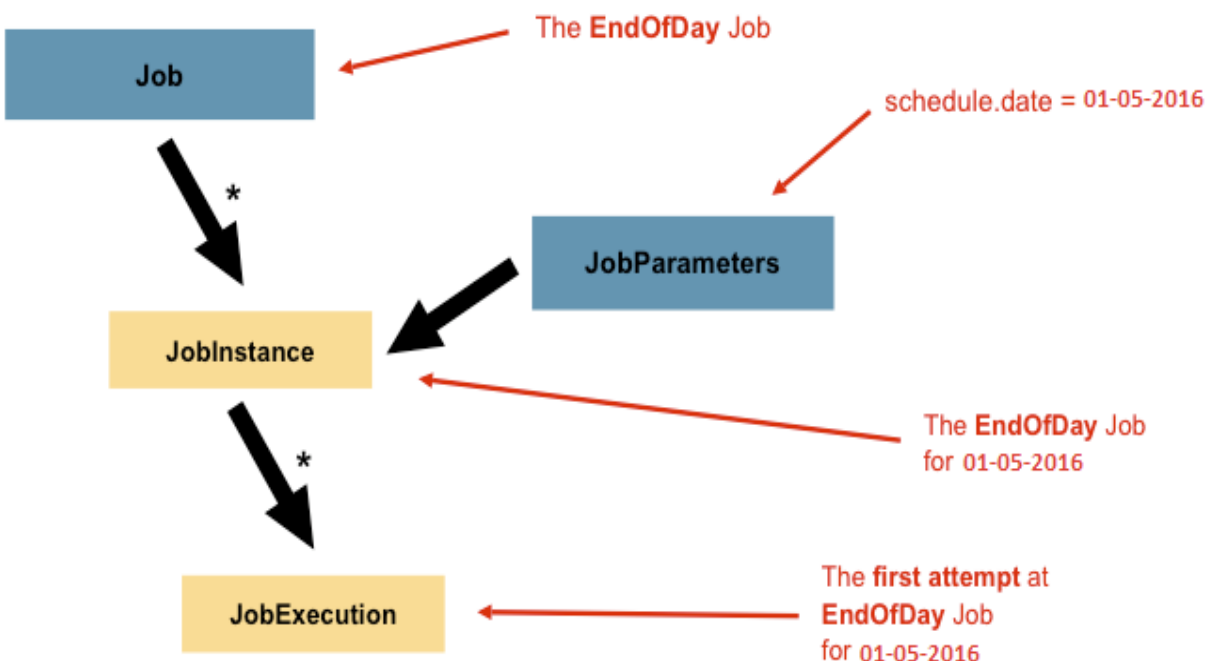 The EndOfDay Job
Job
schedule.date = 01-05-2016
*
JobParameters
JobInstance
The EndOfDay Job
for 01-05-2016
*
The first attempt at
EndOfDay Job
for 01-05-2016
JobExecution